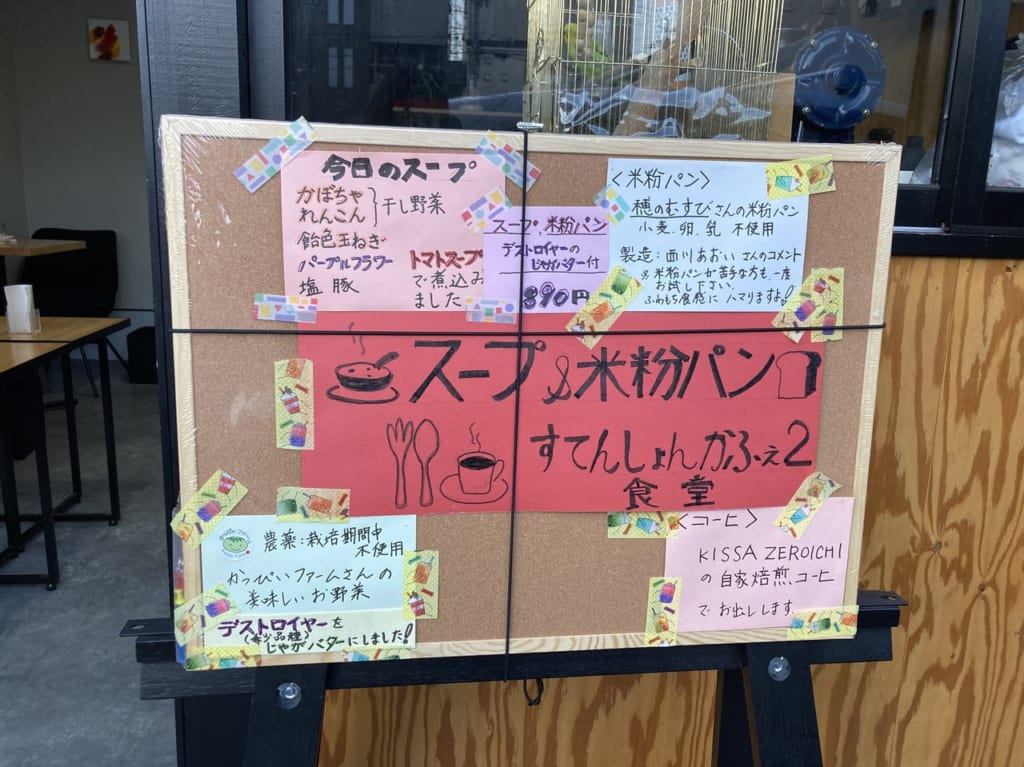 今日のスープ
かぼちゃ
れんこん
干し野菜
飴色玉ねぎ
パープルフラワー
塩豚
トマトスープ
で煮込み
ました
スープ、米粉パン
デストロイヤーの
じゃがバター付
890円
<米粉パン>
穂のむすびさんの米粉パン
小麦、卵、乳 不使用
製造:西川あおいさんのコメント
米粉パンが苦手な方も、一度
お試し下さい。
ふわもち食感にハマりますよ!
スープ&米粉パン
すてんしょんかふぇ2
食堂
農薬:栽培期間中
不使用
かっぴいファームさんの
美味しいお野菜
デストロイヤーを
(希少品種)
じゃがバターにしました!
<コーヒ>
KISSA ZEROICHI
の自家焙煎コーヒ
でお出しします。